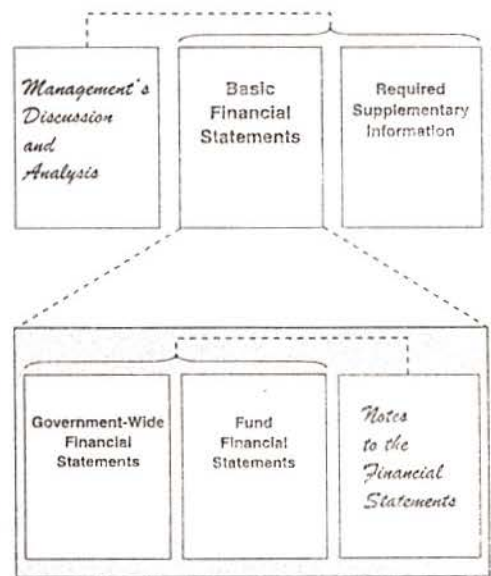 Management's
Discussion
and
Analysis
Basic
Financial
Statements
Required
Supplementary
Information
Government-Wide
Financial
Statements
Fund
Financial
Statements
Notes
to the
Financial
Statements